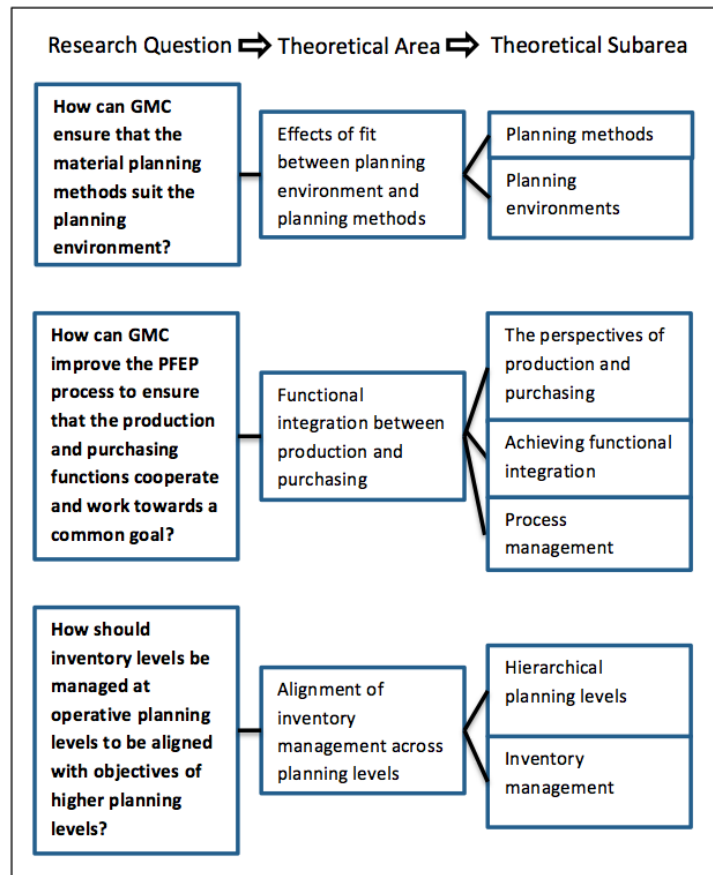 Research Question ⇨ Theoretical Area ⇨ Theoretical Subarea
How can GMC
ensure that the
material planning
methods suit the
planning
environment?
Effects of fit
between planning
environment and
planning methods
Planning methods
Planning
environments
How can GMC
improve the PFEP
process to ensure
that the production
and purchasing
functions cooperate
and work towards a
common goal?
Functional
integration between
production and
purchasing
The perspectives of
production and
purchasing
Achieving functional
integration
Process
management
How should
inventory levels be
managed at
operative planning
levels to be aligned
with objectives of
higher planning
levels?
Alignment of
inventory
management across
planning levels
Hierarchical
planning levels
Inventory
management